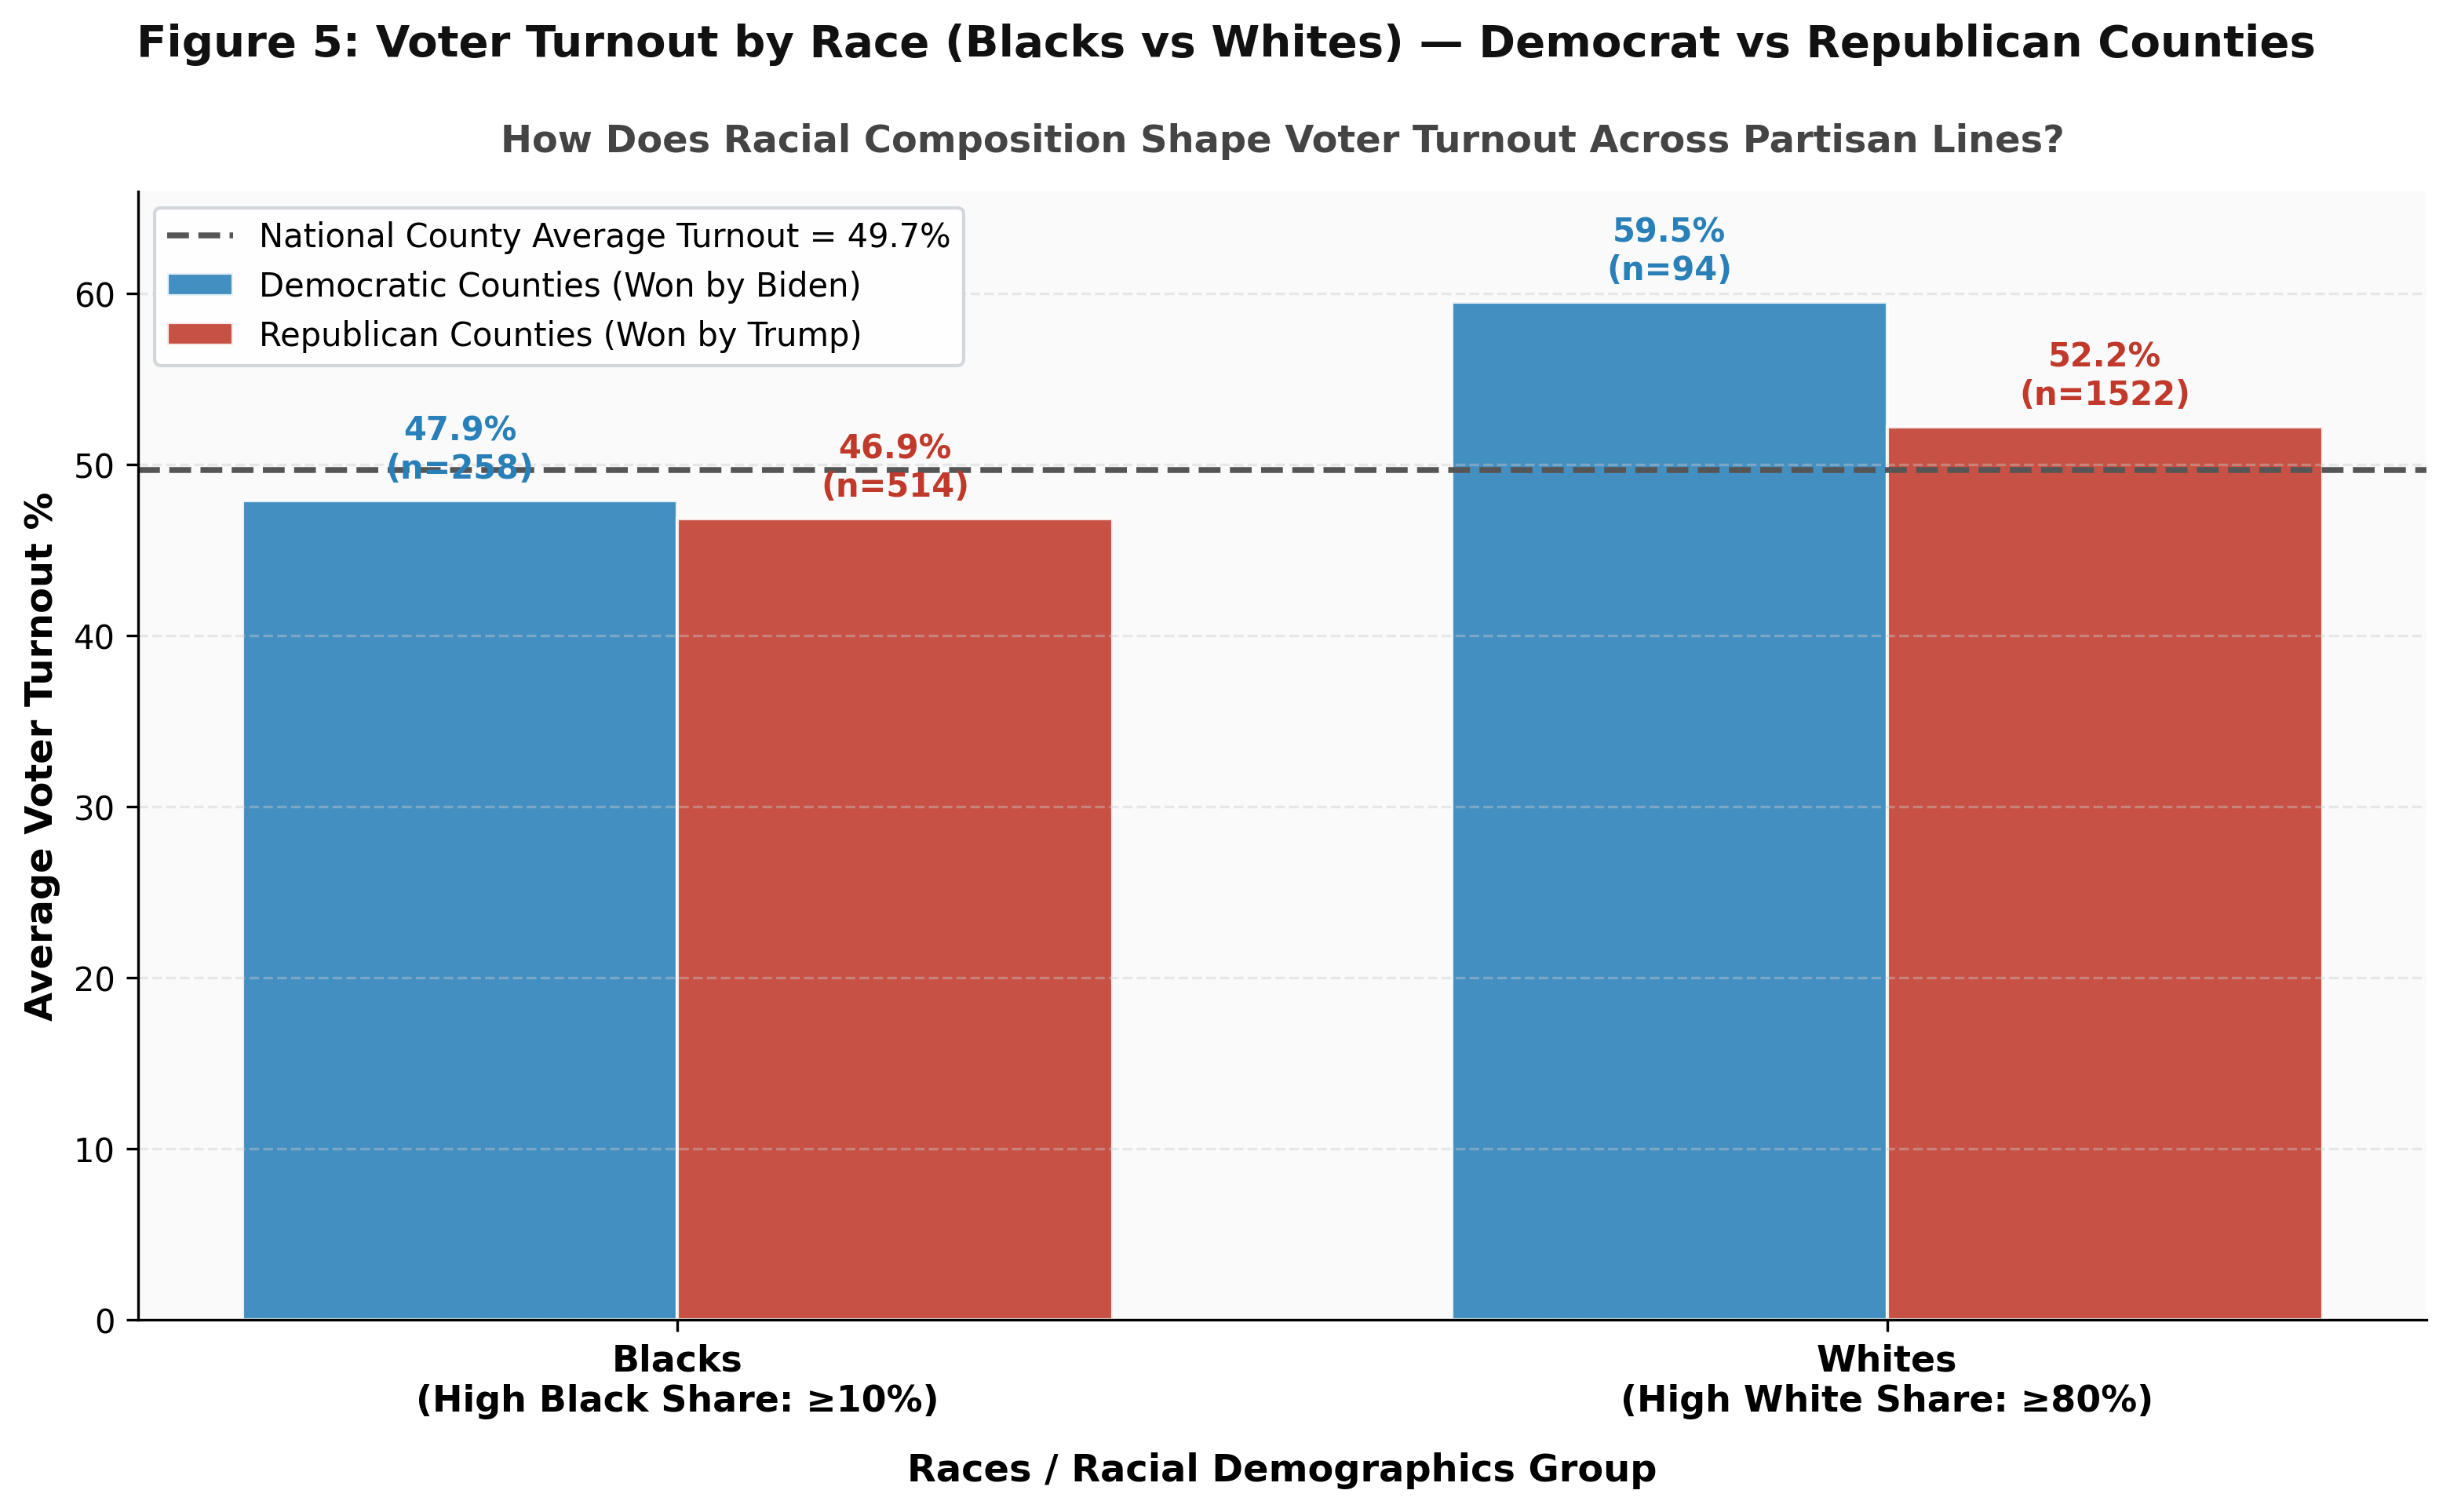 Figure 5: Voter Turnout by Race (Blacks vs Whites) — Democrat vs Republican Counties
How Does Racial Composition Shape Voter Turnout Across Partisan Lines?
National County Average Turnout = 49.7%
Democratic Counties (Won by Biden)
Republican Counties (Won by Trump)
47.9%
(n=258)
46.9%
(n=514)
59.5%
(n=94)
52.2%
(n=1522)
Average Voter Turnout %
60
50
40
30
20
10
0
Blacks
(High Black Share: ≥10%)
Whites
(High White Share: ≥80%)
Races / Racial Demographics Group